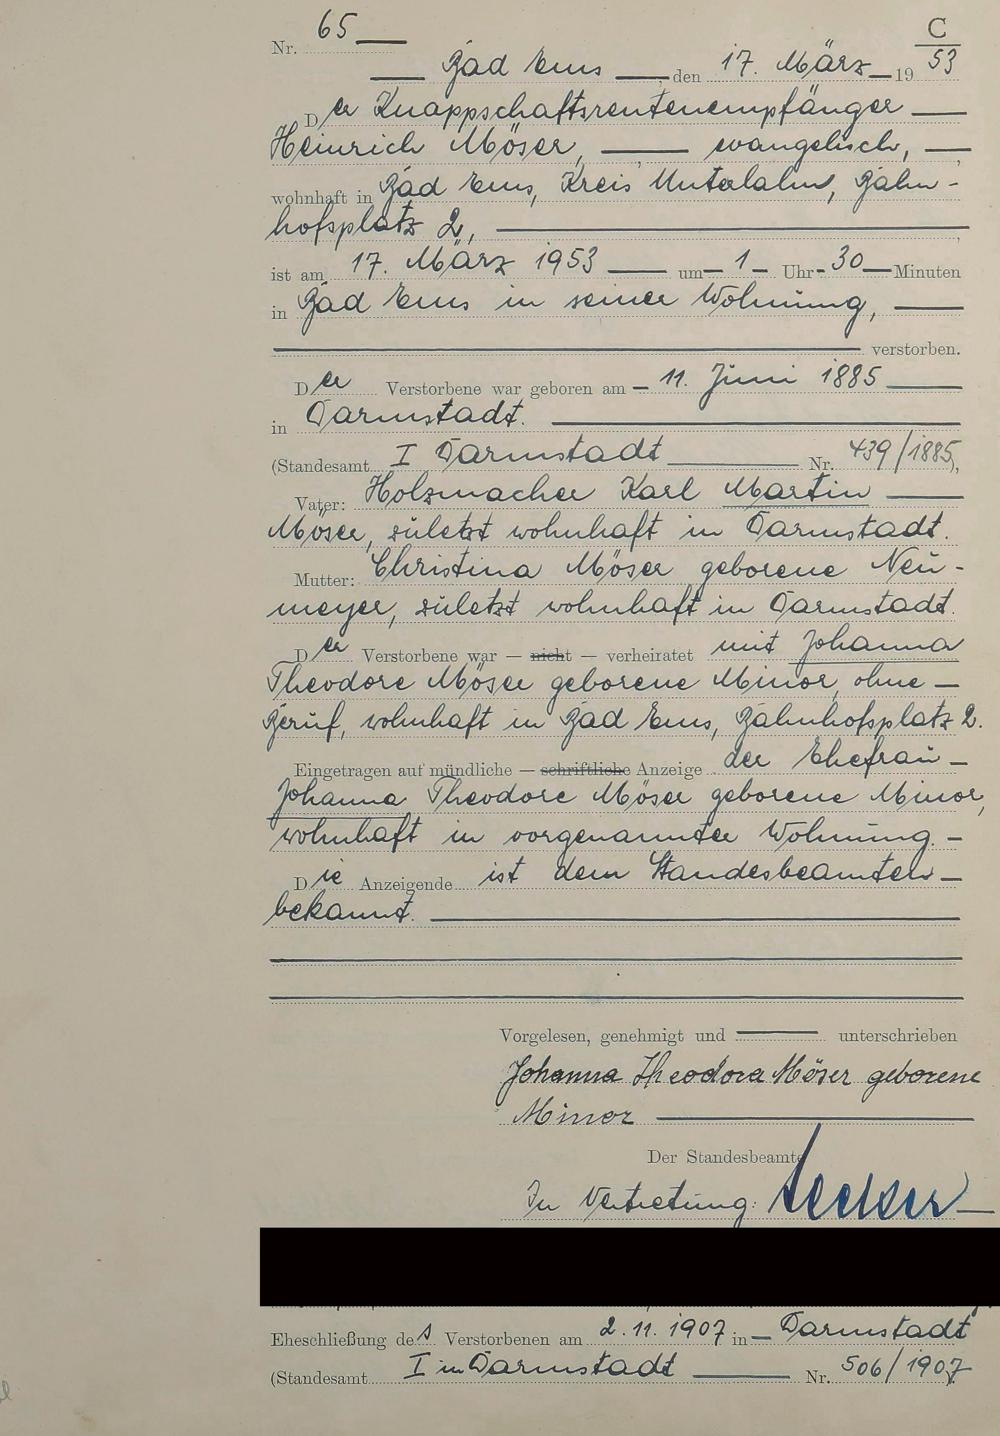 Nr. 65 C
Bad Ems, den 17. März 1953
Der Knappschaftsrentenempfänger
Heinrich Möser, evangelisch,
wohnhaft in Bad Ems, Kreis Unterlahn, Bahn-
hofsplatz 2,
ist am 17. März 1953 um 1 Uhr 30 Minuten
in Bad Ems in seiner Wohnung,
verstorben.
Der Verstorbene war geboren am 11. Juni 1885
in Darmstadt.
(Standesamt I Darmstadt Nr. 439/1885),
Vater: Holzmacher Karl Martin
Möser, zuletzt wohnhaft in Darmstadt.
Mutter: Christina Möser geborene Neu-
meyer, zuletzt wohnhaft in Darmstadt.
Der Verstorbene war — nicht — verheiratet mit Johanna
Theodore Möser geborene Minor, ohne
Beruf, wohnhaft in Bad Ems, Bahnhofsplatz 2.
Eingetragen auf mündliche — schriftliche Anzeige der Ehefrau
Johanna Theodore Möser geborene Minor,
wohnhaft in vorgenannter Wohnung.
Die Anzeigende ist dem Standesbeamten
bekannt.
Vorgelesen, genehmigt und unterschrieben
Johanna Theodora Möser geborene
Minor
Der Standesbeamte
In Vertretung:
Eheschließung des Verstorbenen am 2.11.1907 in Darmstadt
(Standesamt I in Darmstadt Nr. 506/1907